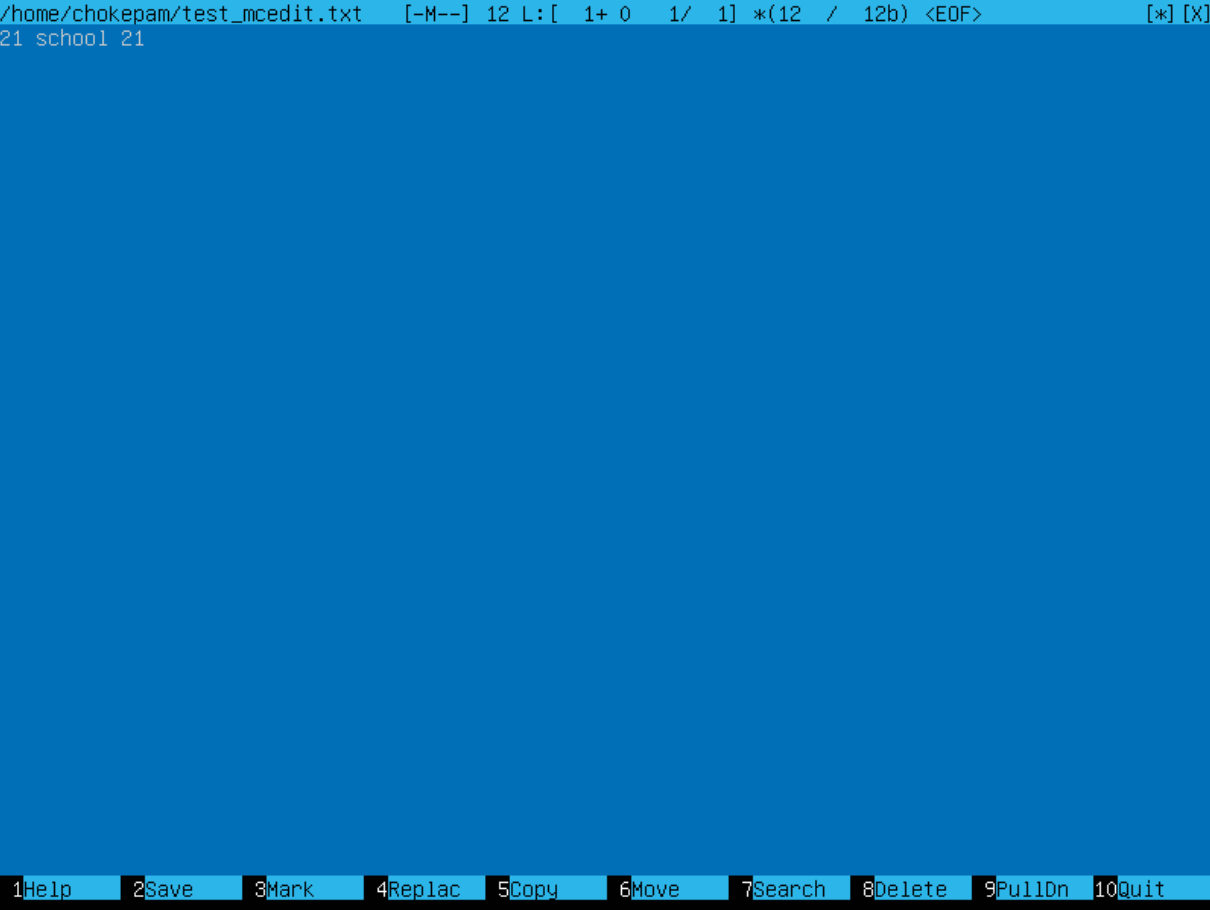 /home/chokepam/test_mcedit.txt [-M--] 12 L:[ 1+ 0 1/ 1] *(12 / 12b) <EOF> [*][X]
21 school 21
1Help 2Save 3Mark 4Replac 5Copy 6Move 7Search 8Delete 9PullDn 10Quit